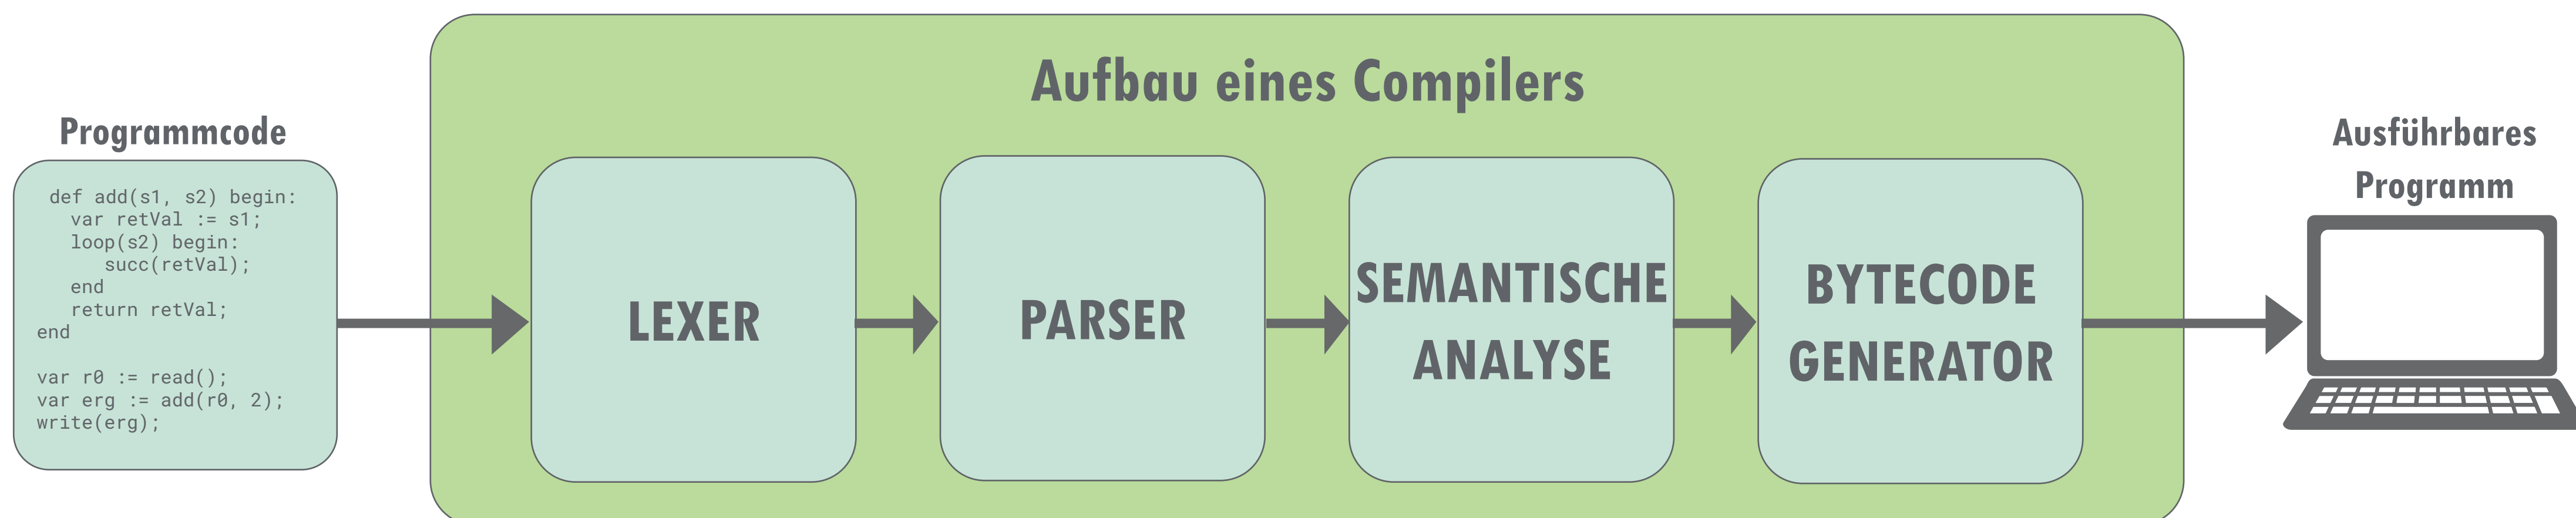 Aufbau eines Compilers
Programmcode
def add(s1, s2) begin:
var retVal := s1;
loop(s2) begin:
succ(retVal);
end
return retVal;
end
var r0 := read();
var erg := add(r0, 2);
write(erg);
LEXER
PARSER
SEMANTISCHE
ANALYSE
BYTECODE
GENERATOR
Ausführbares
Programm